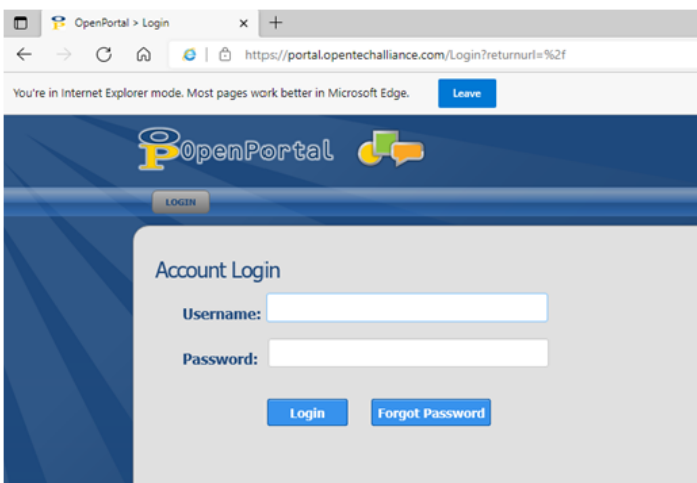 OpenPortal > Login
https://portal.opentechalliance.com/Login?returnurl=%2f
You're in Internet Explorer mode. Most pages work better in Microsoft Edge. Leave
OpenPortal
LOGIN
Account Login
Username:
Password:
Login Forgot Password